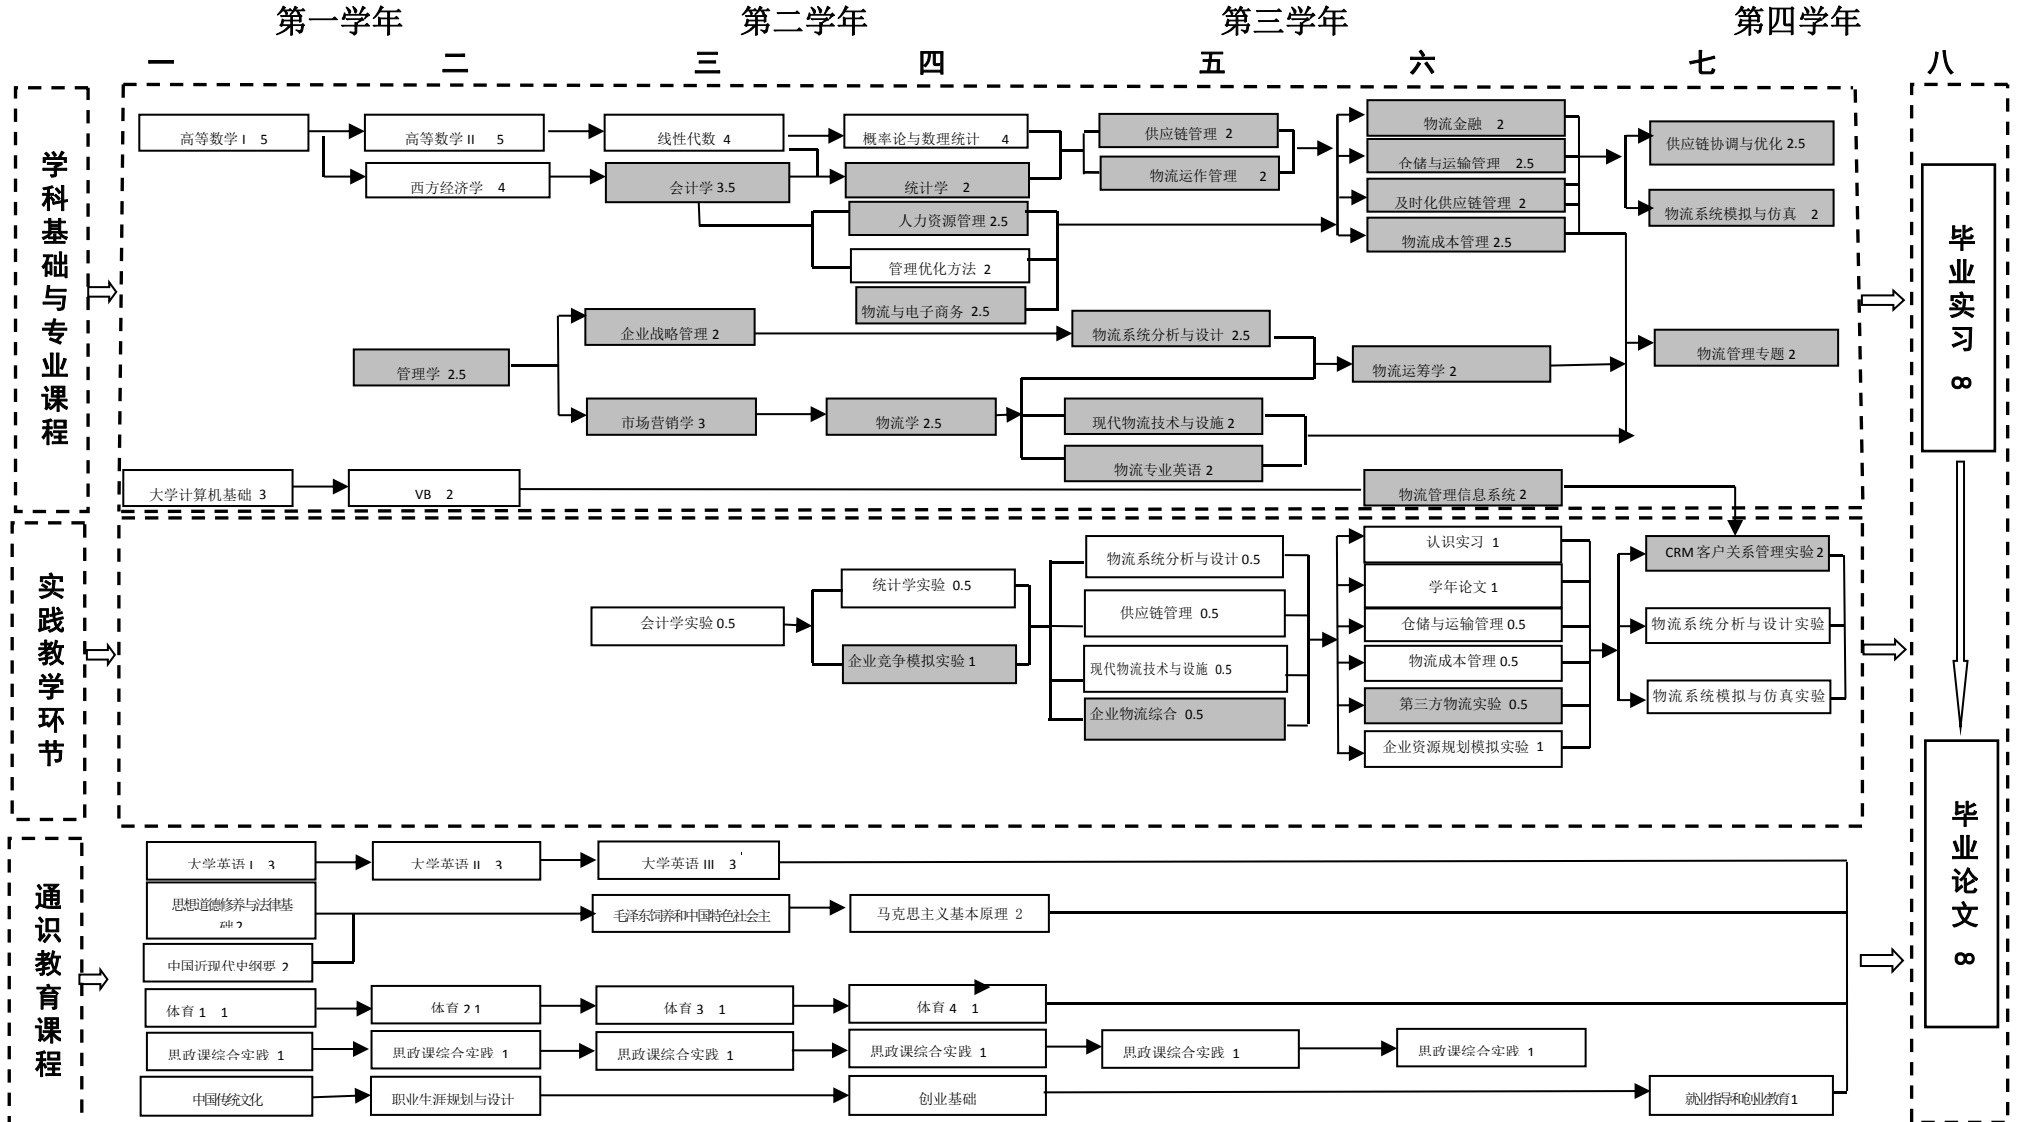 第一学年 第二学年 第三学年 第四学年
一 二 三 四 五 六 七 八
学科基础与专业课程
高等数学 I 5
高等数学 II 5
线性代数 4
概率论与数理统计 4
供应链管理 2
物流金融 2
供应链协调与优化 2.5
西方经济学 4
会计学 3.5
统计学 2
物流运作管理 2
仓储与运输管理 2.5
人力资源管理 2.5
及时化供应链管理 2
物流系统模拟与仿真 2
管理优化方法 2
物流成本管理 2.5
物流与电子商务 2.5
企业战略管理 2
物流系统分析与设计 2.5
管理学 2.5
物流运筹学 2
物流管理专题 2
市场营销学 3
物流学 2.5
现代物流技术与设施 2
物流专业英语 2
大学计算机基础 3
VB 2
物流管理信息系统 2
实践教学环节
会计学实验 0.5
统计学实验 0.5
企业竞争模拟实验 1
物流系统分析与设计 0.5
供应链管理 0.5
现代物流技术与设施 0.5
企业物流综合 0.5
认识实习 1
学年论文 1
仓储与运输管理 0.5
物流成本管理 0.5
第三方物流实验 0.5
企业资源规划模拟实验 1
CRM 客户关系管理实验 2
物流系统分析与设计实验
物流系统模拟与仿真实验
通识教育课程
大学英语 I 3
大学英语 II 3
大学英语 III 3
思想道德修养与法律基
础 2
毛泽东饲养和中国特色社会主
马克思主义基本原理 2
中国近现代史纲要 2
体育 1 1
体育 2 1
体育 3 1
体育 4 1
思政课综合实践 1
思政课综合实践 1
思政课综合实践 1
思政课综合实践 1
思政课综合实践 1
思政课综合实践 1
中国传统文化
职业生涯规划与设计
创业基础
就业指导和创业教育 1
毕业实习 8
毕业论文 8